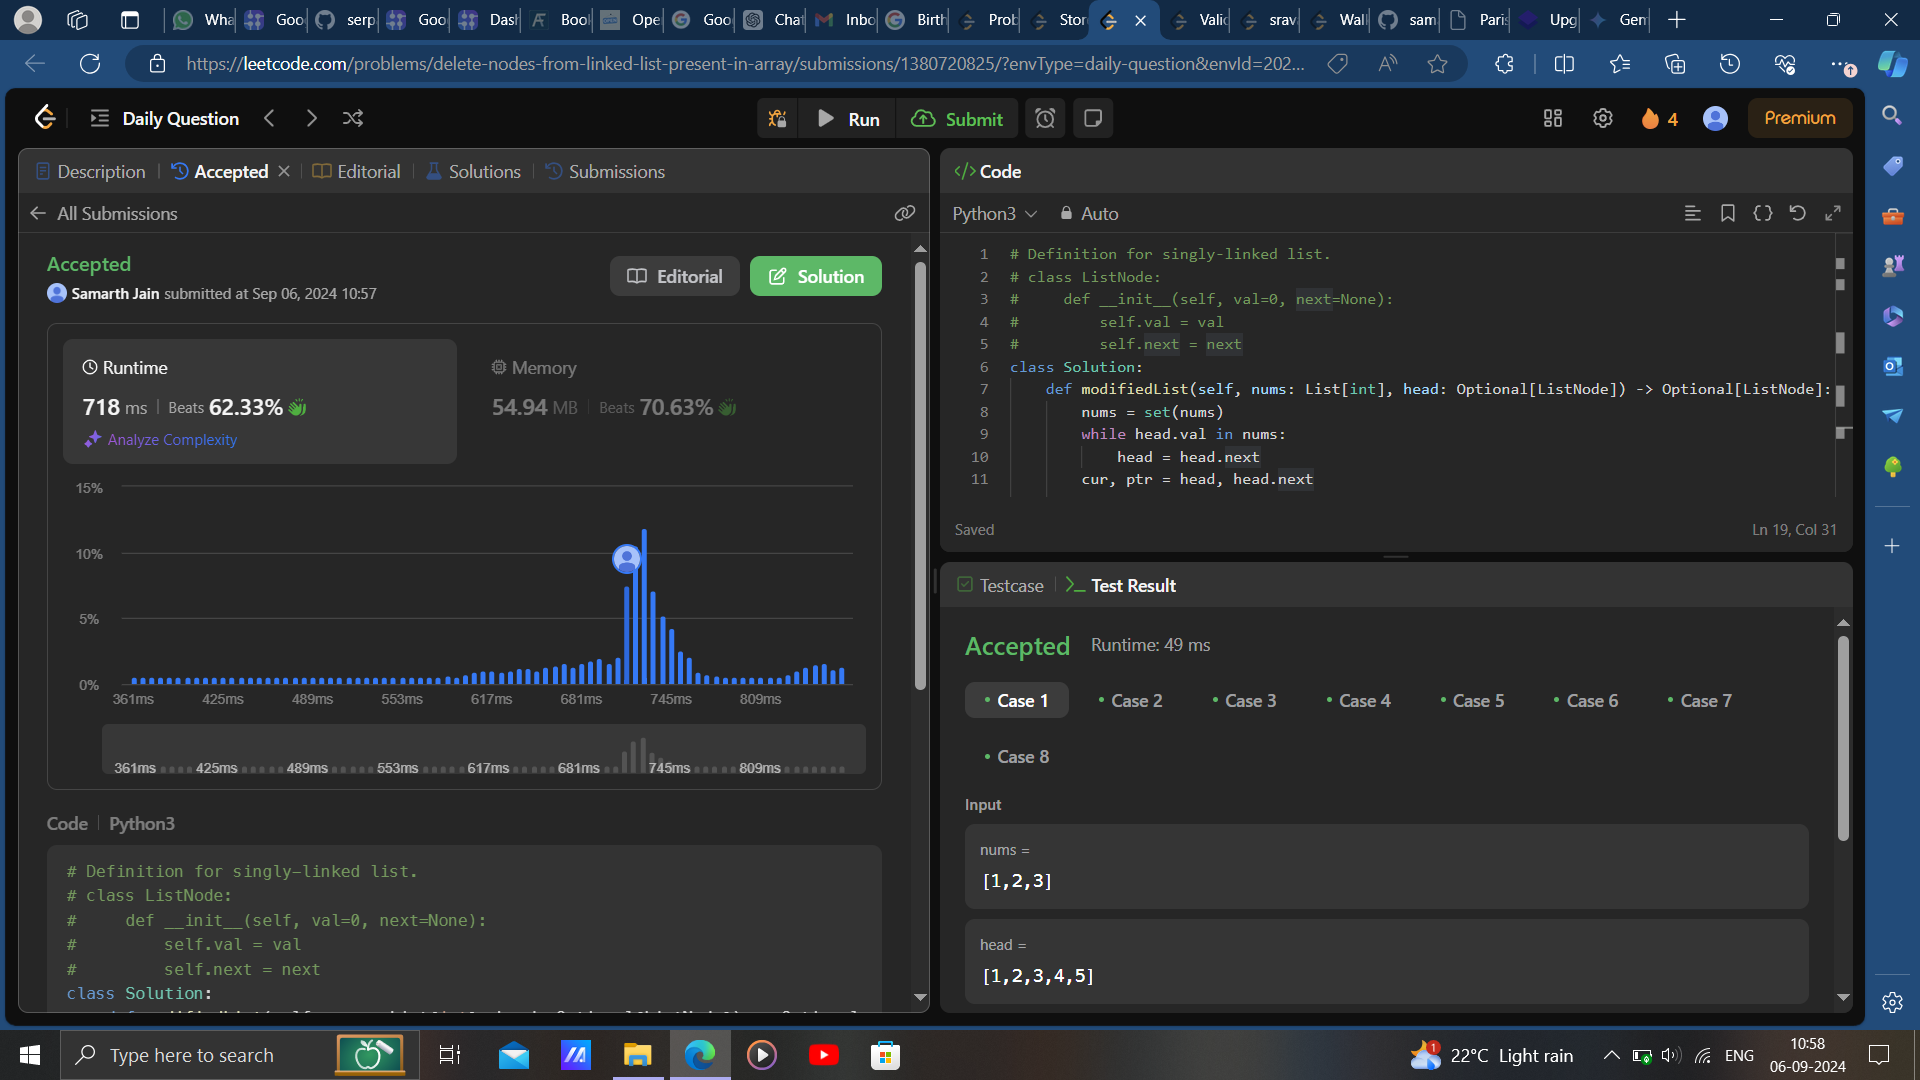 Wha
Goo
serp
Goo
Dash
Bool
Ope
Goo
Chat
Inbo
Birth
Prob
Stor
Valid
srav
Walk
sam
Paris
Upg
Gem
https://leetcode.com/problems/delete-nodes-from-linked-list-present-in-array/submissions/1380720825/?envType=daily-question&envId=202...
Daily Question
Run
Submit
4
Premium
Description
Accepted
Editorial
Solutions
Submissions
All Submissions
Accepted
Samarth Jain submitted at Sep 06, 2024 10:57
Editorial
Solution
Runtime
718 ms
Beats 62.33%
Analyze Complexity
Memory
54.94 MB
Beats 70.63%
15%
10%
5%
0%
361ms 425ms 489ms 553ms 617ms 681ms 745ms 809ms
361ms 425ms 489ms 553ms 617ms 681ms 745ms 809ms
Code
Python3
# Definition for singly-linked list.
# class ListNode:
#     def __init__(self, val=0, next=None):
#         self.val = val
#         self.next = next
class Solution:
Code
Python3
Auto
1 # Definition for singly-linked list.
2 # class ListNode:
3 #     def __init__(self, val=0, next=None):
4 #         self.val = val
5 #         self.next = next
6 class Solution:
7     def modifiedList(self, nums: List[int], head: Optional[ListNode]) -> Optional[ListNode]:
8         nums = set(nums)
9         while head.val in nums:
10             head = head.next
11         cur, ptr = head, head.next
Saved
Ln 19, Col 31
Testcase
Test Result
Accepted
Runtime: 49 ms
Case 1
Case 2
Case 3
Case 4
Case 5
Case 6
Case 7
Case 8
Input
nums =
[1,2,3]
head =
[1,2,3,4,5]
Type here to search
1
22°C Light rain
ENG
10:58
06-09-2024